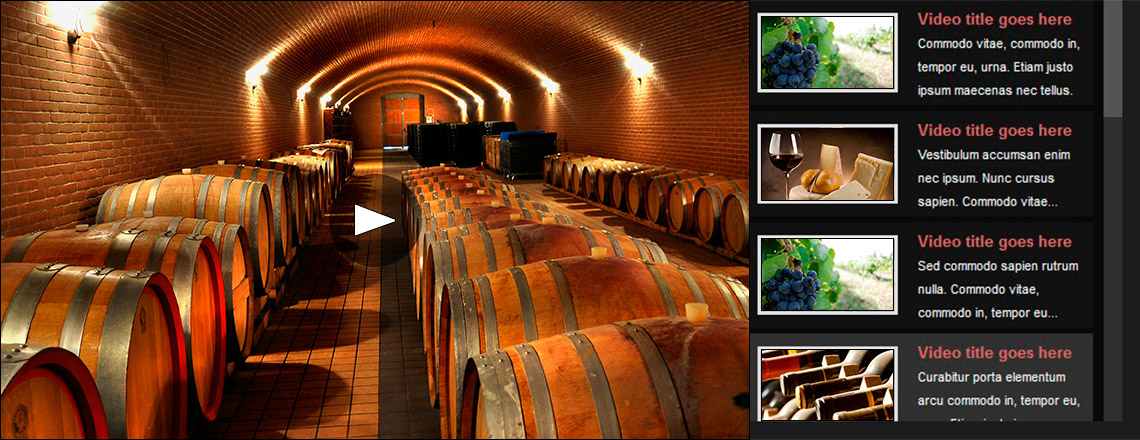 Video title goes here
Commodo vitae, commodo in,
tempor eu, urna. Etiam justo
ipsum maecenas nec tellus.
Video title goes here
Vestibulum accumsan enim
nec ipsum. Nunc cursus
sapien. Commodo vitae...
Video title goes here
Sed commodo sapien rutrum
nulla. Commodo vitae,
commodo in, tempor eu...
Video title goes here
Curabitur porta elementum
arcu commodo in, tempor eu,